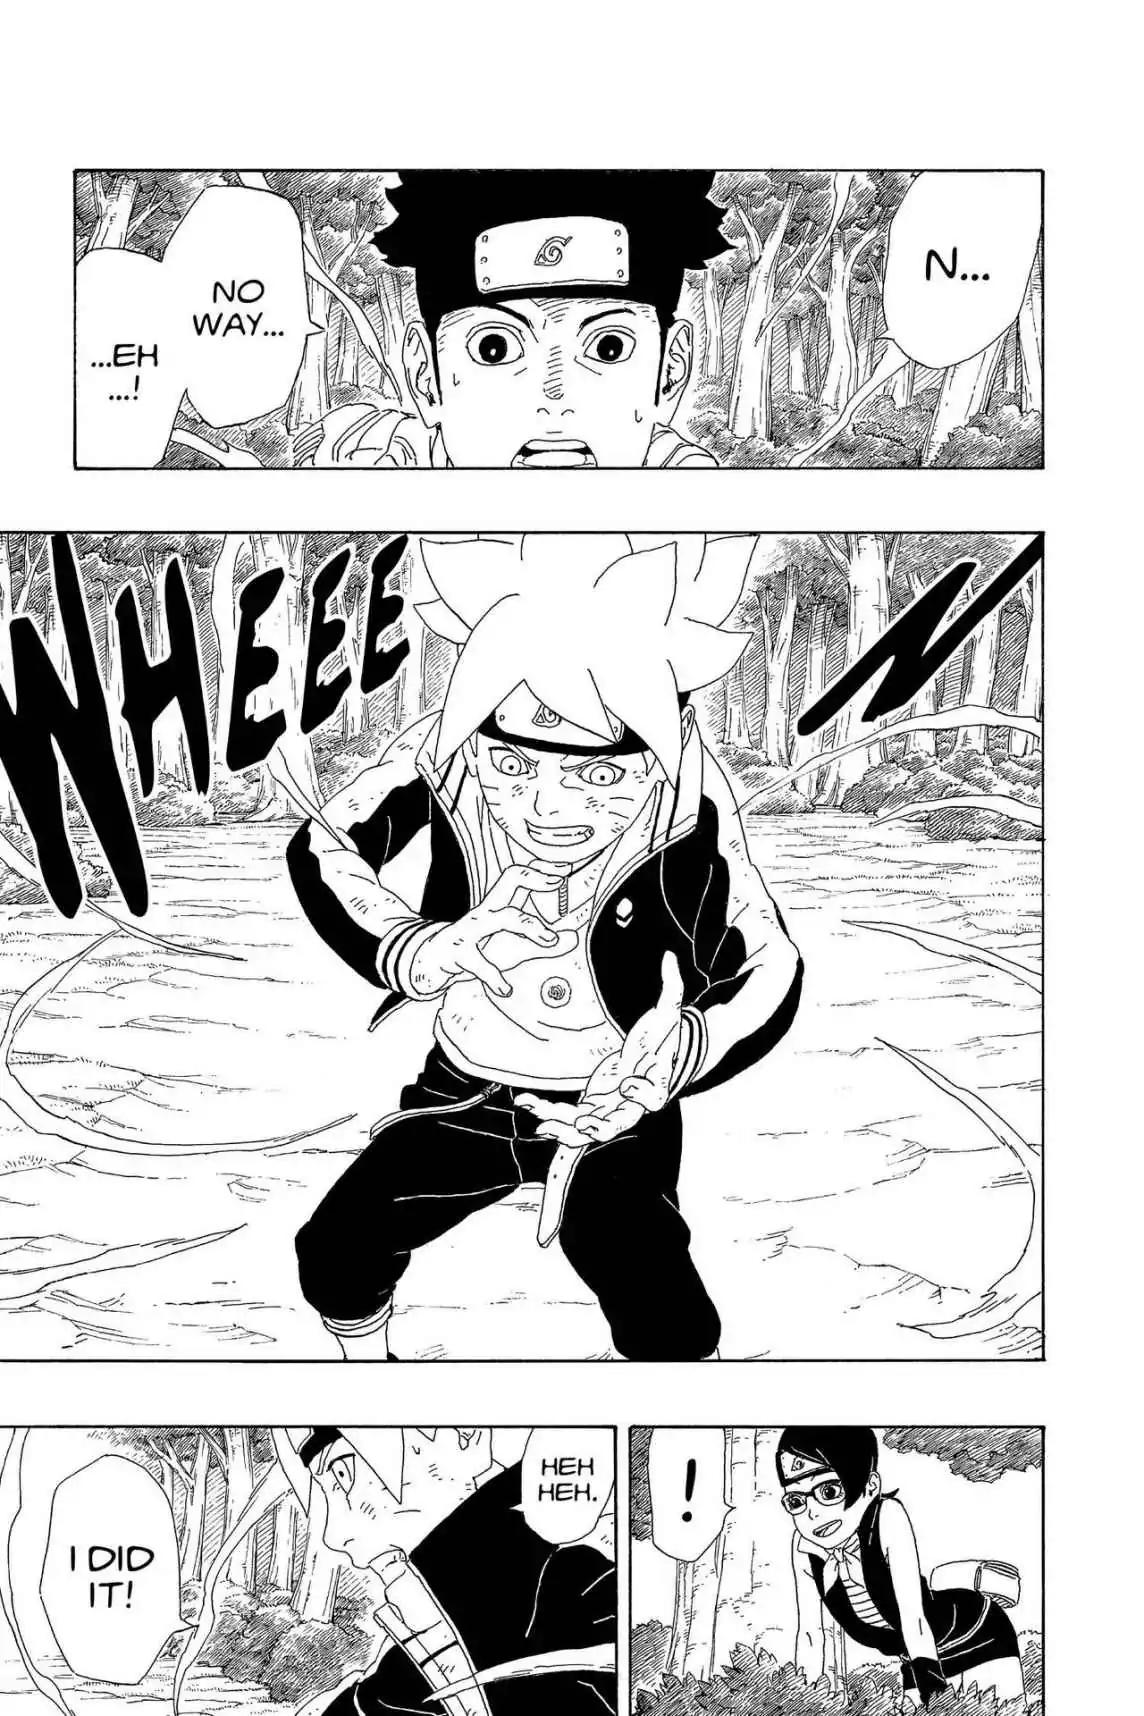 N...
NO
WAY...
...EH
...!
WHEEE
N
!
HEH
HEH.
I DID
IT!